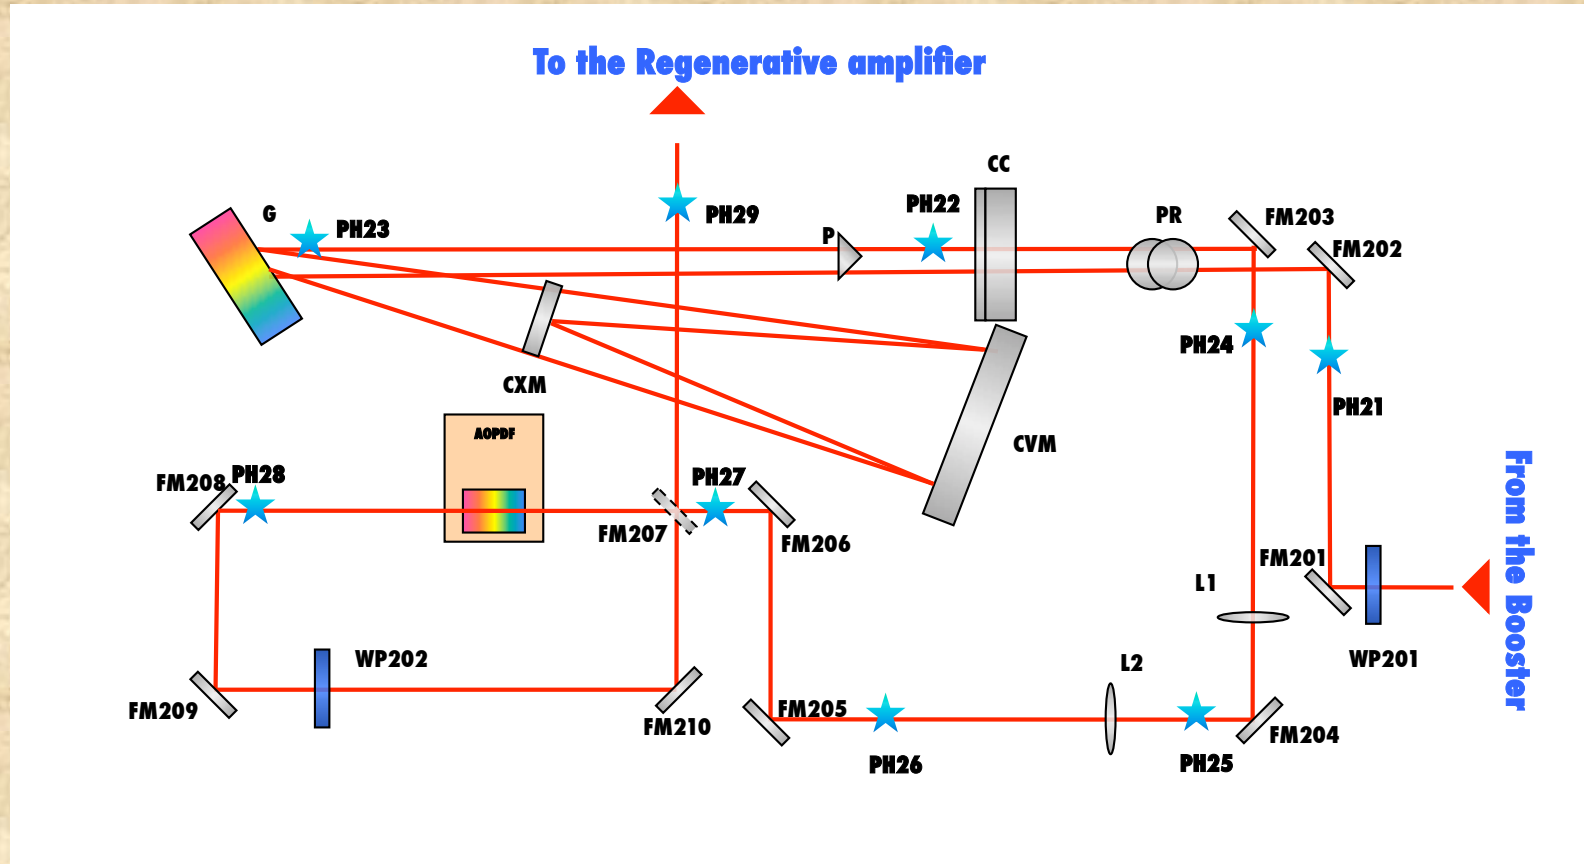 To the Regenerative amplifier
CC
PH22
PR
G
PH23
PH29
P
FM203
FM202
PH24
CXM
PH21
CVM
AOPDF
FM208
PH28
PH27
FM207
FM206
From the Booster
FM201
L1
WP202
L2
WP201
FM209
FM205
FM210
FM204
PH26
PH25